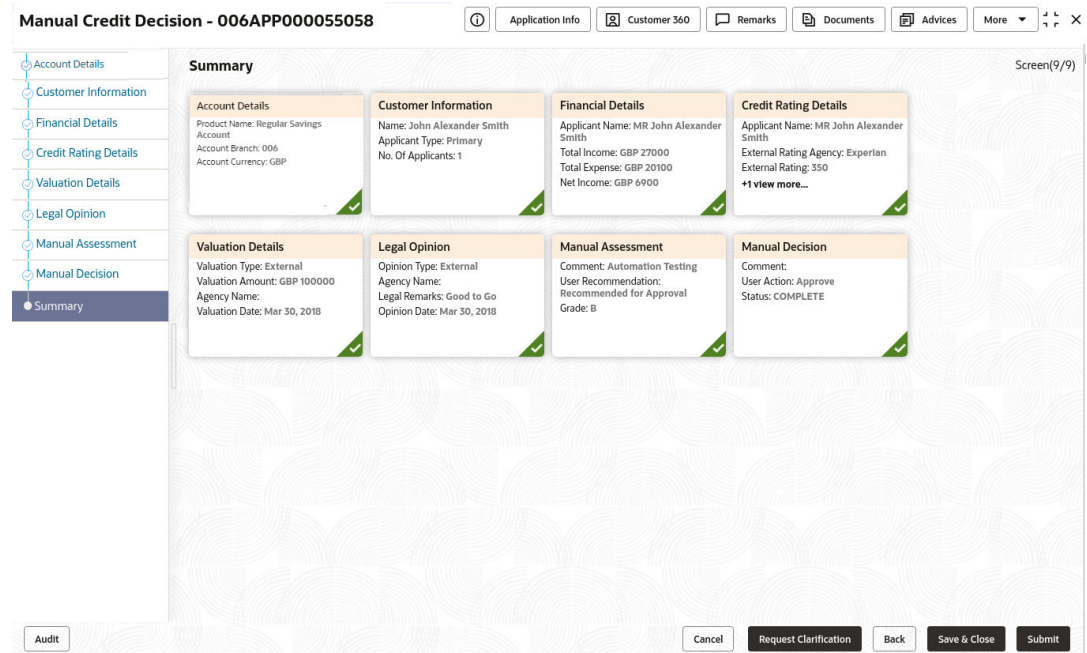 Manual Credit Decision - 006APP000055058
Application Info
Customer 360
Remarks
Documents
Advices
More
Account Details
Customer Information
Financial Details
Credit Rating Details
Valuation Details
Legal Opinion
Manual Assessment
Manual Decision
Summary
Summary
Screen(9/9)
Account Details
Product Name: Regular Savings
Account
Account Branch: 006
Account Currency: GBP
Customer Information
Name: John Alexander Smith
Applicant Type: Primary
No. Of Applicants: 1
Financial Details
Applicant Name: MR John Alexander
Smith
Total Income: GBP 27000
Total Expense: GBP 20100
Net Income: GBP 6900
Credit Rating Details
Applicant Name: MR John Alexander
Smith
External Rating Agency: Experian
External Rating: 350
+1 view more...
Valuation Details
Valuation Type: External
Valuation Amount: GBP 100000
Agency Name:
Valuation Date: Mar 30, 2018
Legal Opinion
Opinion Type: External
Agency Name:
Legal Remarks: Good to Go
Opinion Date: Mar 30, 2018
Manual Assessment
Comment: Automation Testing
User Recommendation:
Recommended for Approval
Grade: B
Manual Decision
Comment:
User Action: Approve
Status: COMPLETE
Audit
Cancel
Request Clarification
Back
Save & Close
Submit